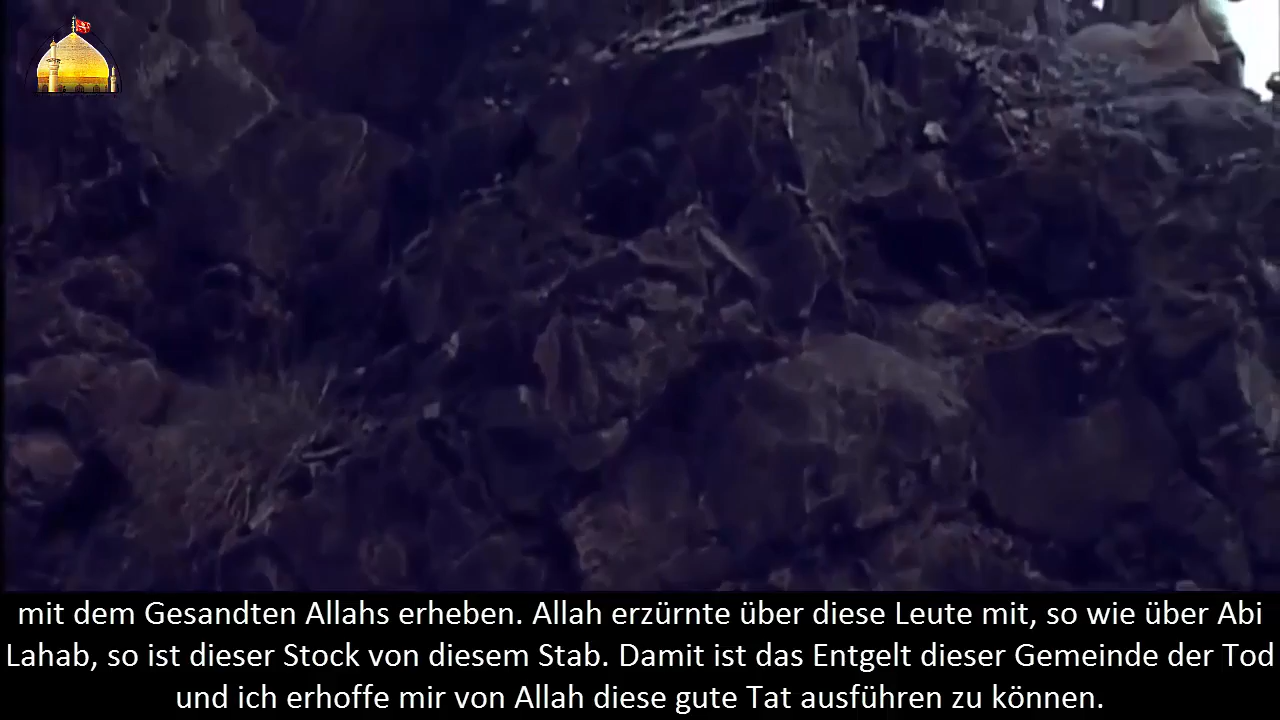 mit dem Gesandten Allahs erheben. Allah erzürnte über diese Leute mit, so wie über Abi
Lahab, so ist dieser Stock von diesem Stab. Damit ist das Entgelt dieser Gemeinde der Tod
und ich erhoffe mir von Allah diese gute Tat ausführen zu können.